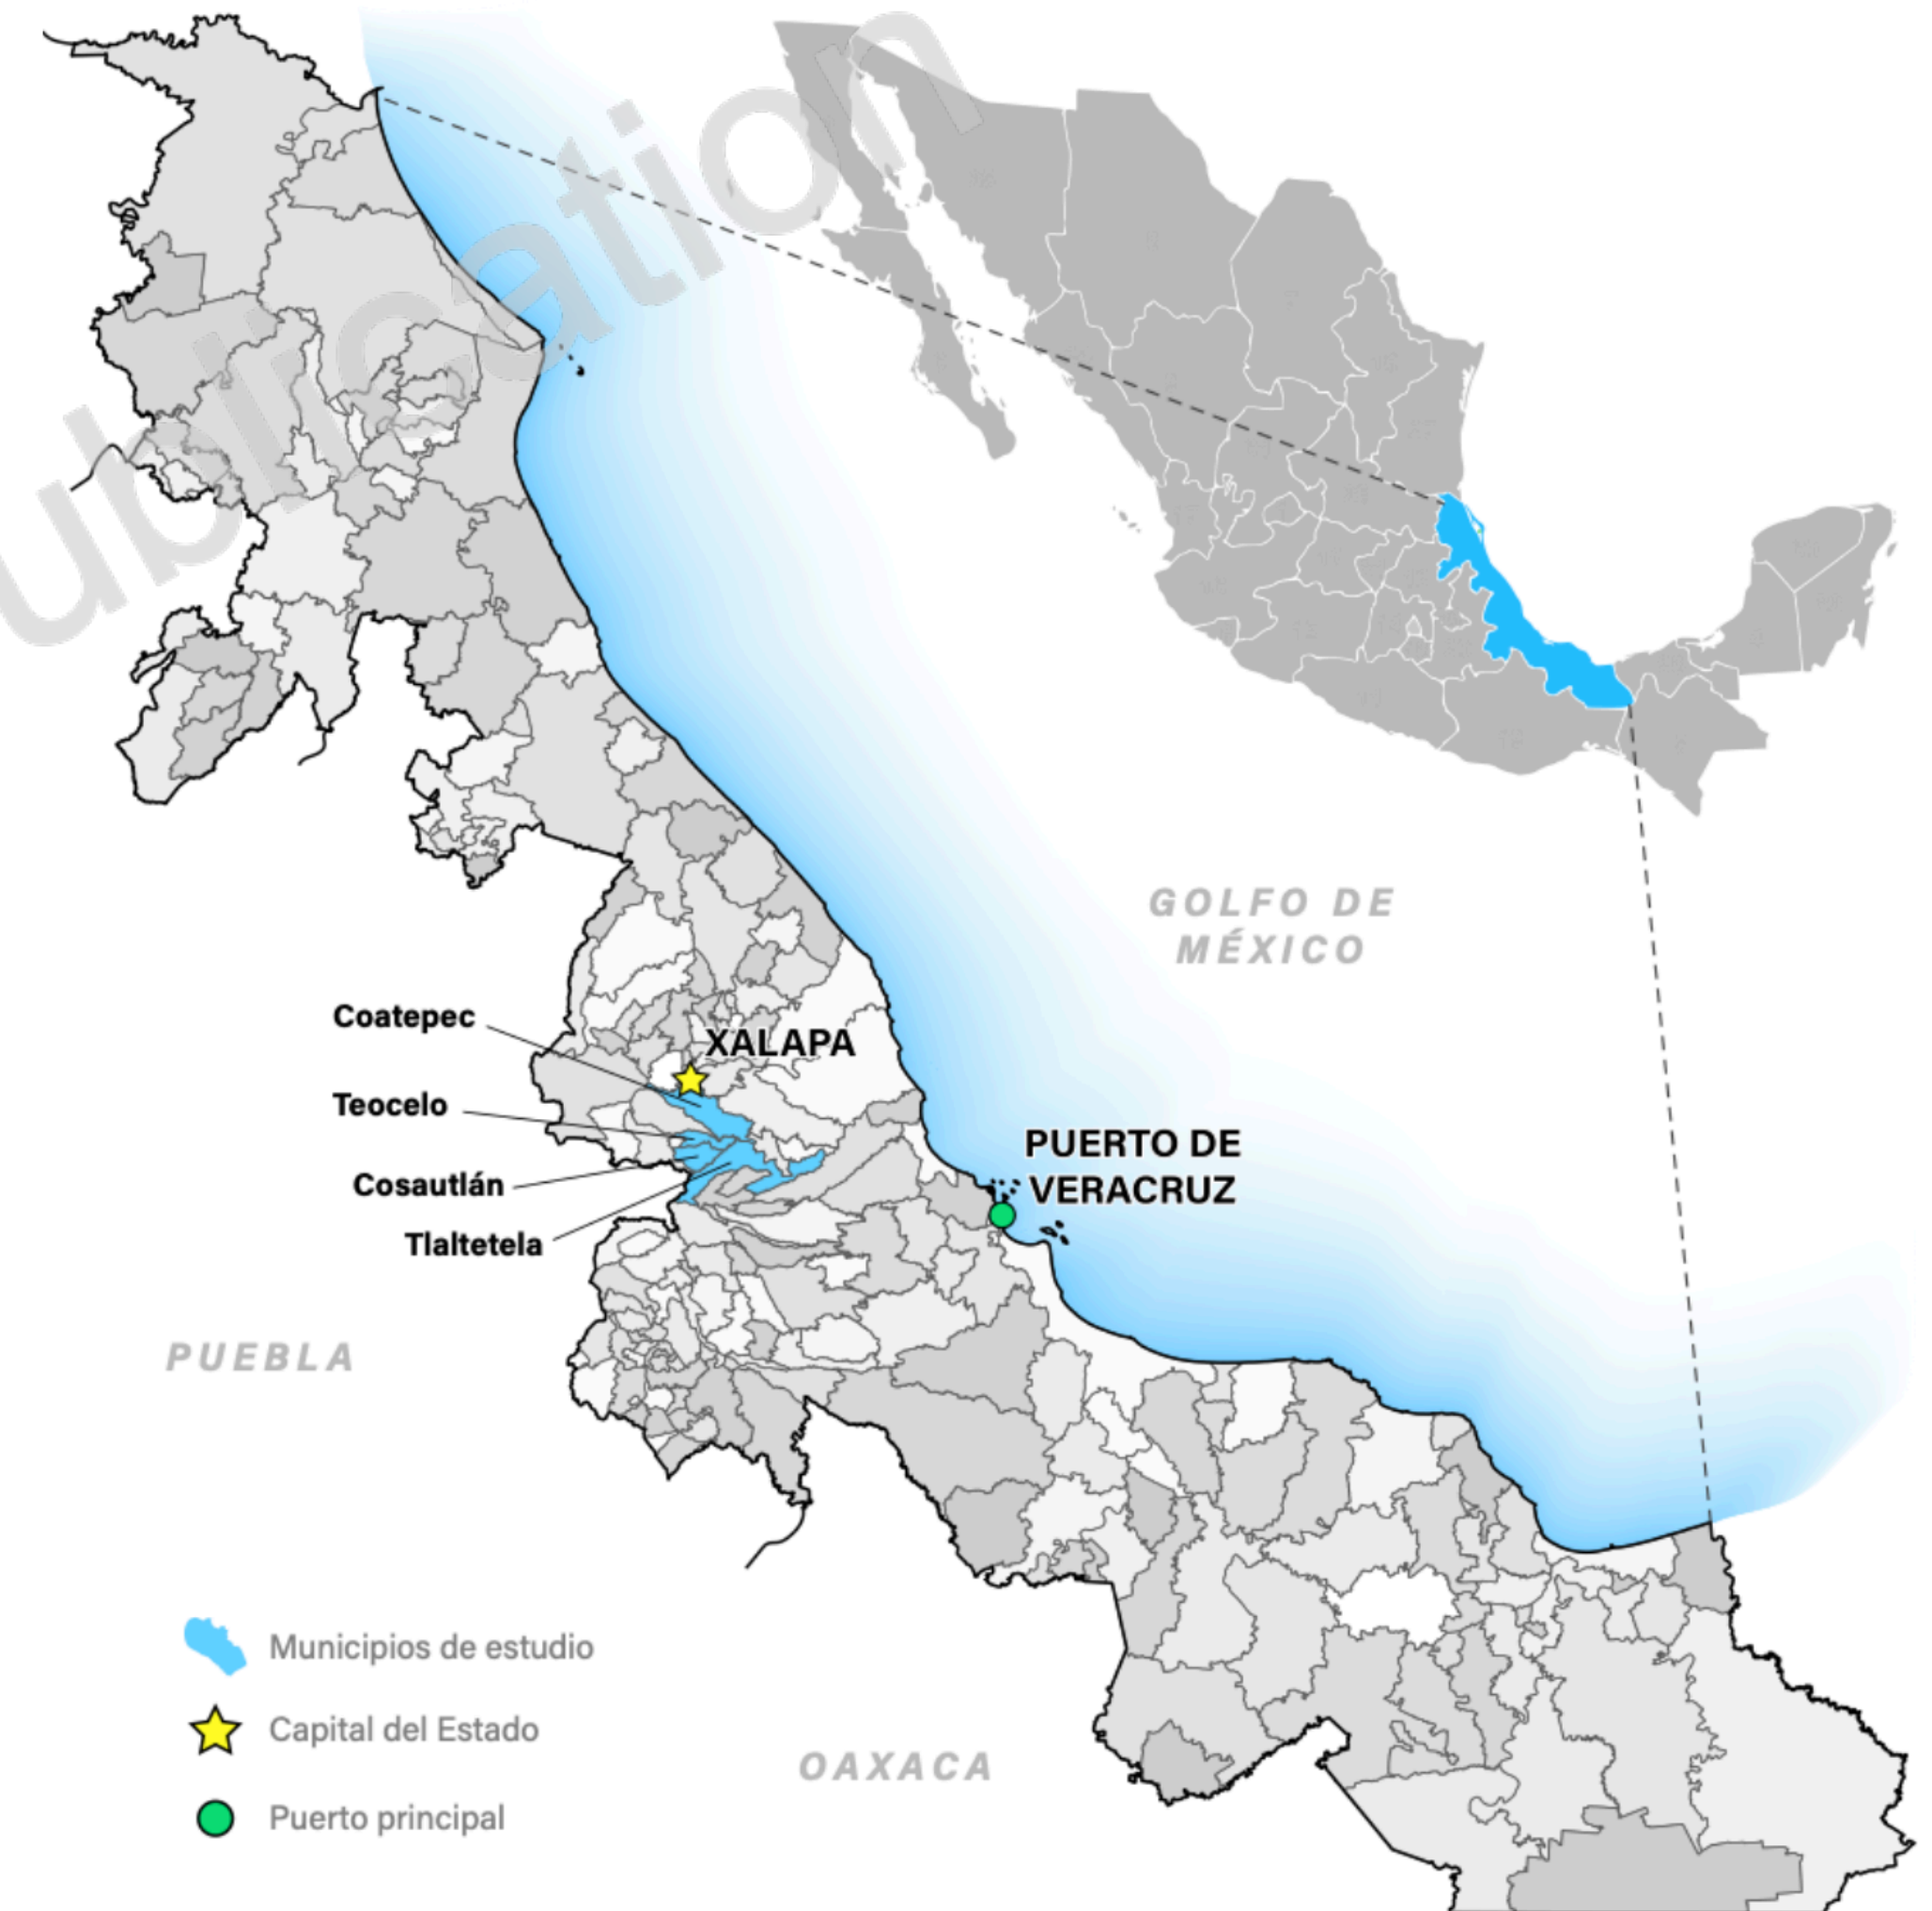 ubication
GOLFO DE
MÉXICO
Coatepec
XALAPA
Teocelo
PUERTO DE
VERACRUZ
Cosautlán
Tlaltetela
PUEBLA
Municipios de estudio
Capital del Estado
OAXACA
Puerto principal